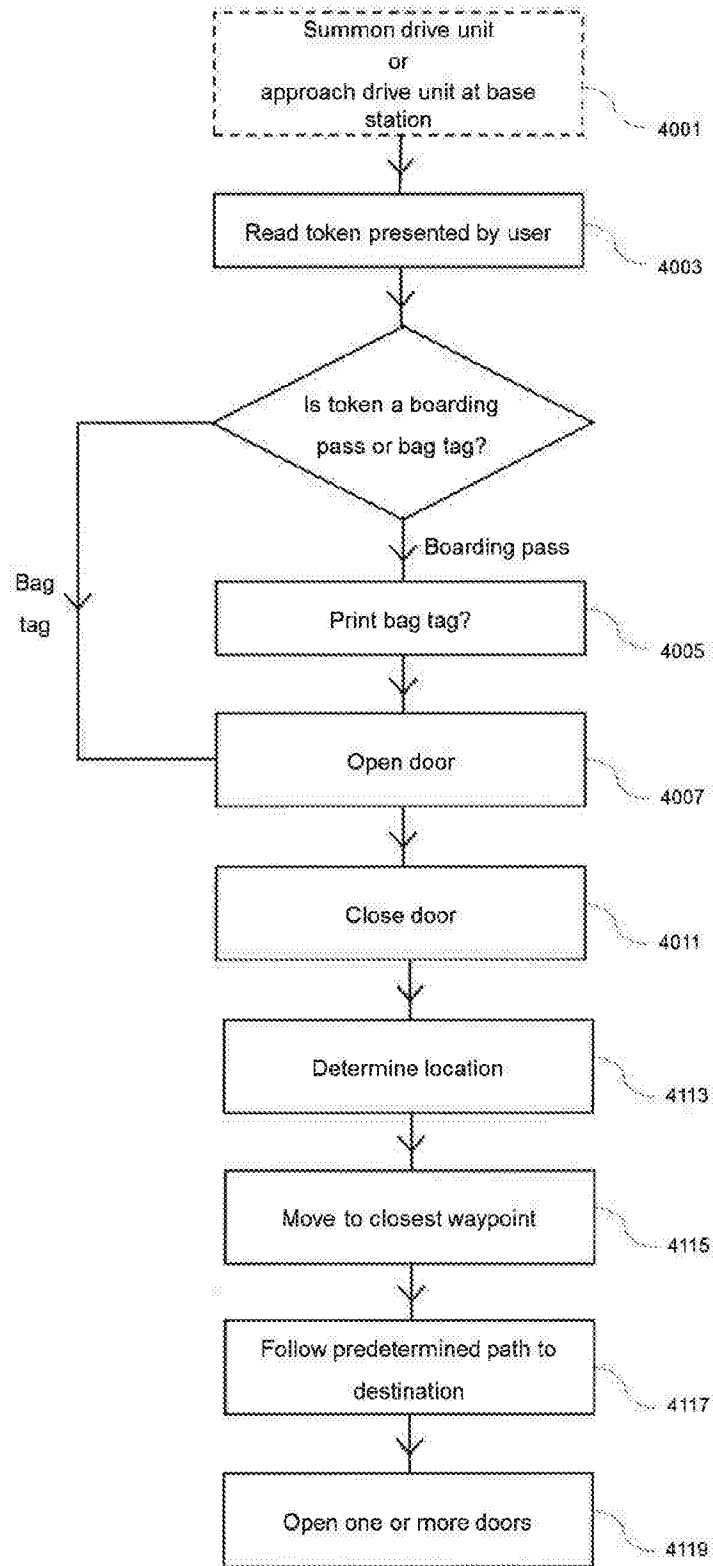 Summon drive unit
or
approach drive unit at base
station
4001
Read token presented by user
4003
Is token a boarding
pass or bag tag?
Boarding pass
Bag
tag
Print bag tag?
4005
Open door
4007
Close door
4011
Determine location
4113
Move to closest waypoint
4115
Follow predetermined path to
destination
4117
Open one or more doors
4119